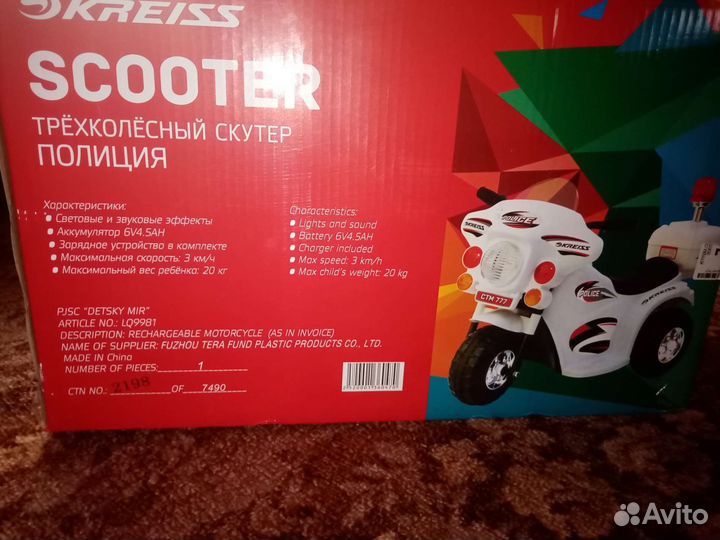 KREISS
SCOOTER
ТРЁХКОЛЁСНЫЙ СКУТЕР
ПОЛИЦИЯ
Характеристики:
Световые и звуковые эффекты
Аккумулятор 6V4.5AH
Зарядное устройство в комплекте
Максимальная скорость: 3 км/ч
Максимальный вес ребёнка: 20 кг
Characteristics:
Lights and sound
Battery 6V4.5AH
Charger included
Max speed: 3 km/h
Max child's weight: 20 kg
PJSC "DETSKY MIR"
ARTICLE NO.: LQ9981
DESCRIPTION: RECHARGEABLE MOTORCYCLE (AS IN INVOICE)
NAME OF SUPPLIER: FUZHOU TERA FUND PLASTIC PRODUCTS CO., LTD.
MADE IN China
NUMBER OF PIECES: 1
CTN NO.: 2198 OF 7490
POLICE
KREISS
CTM 777
POLICE
KREISS
Avito